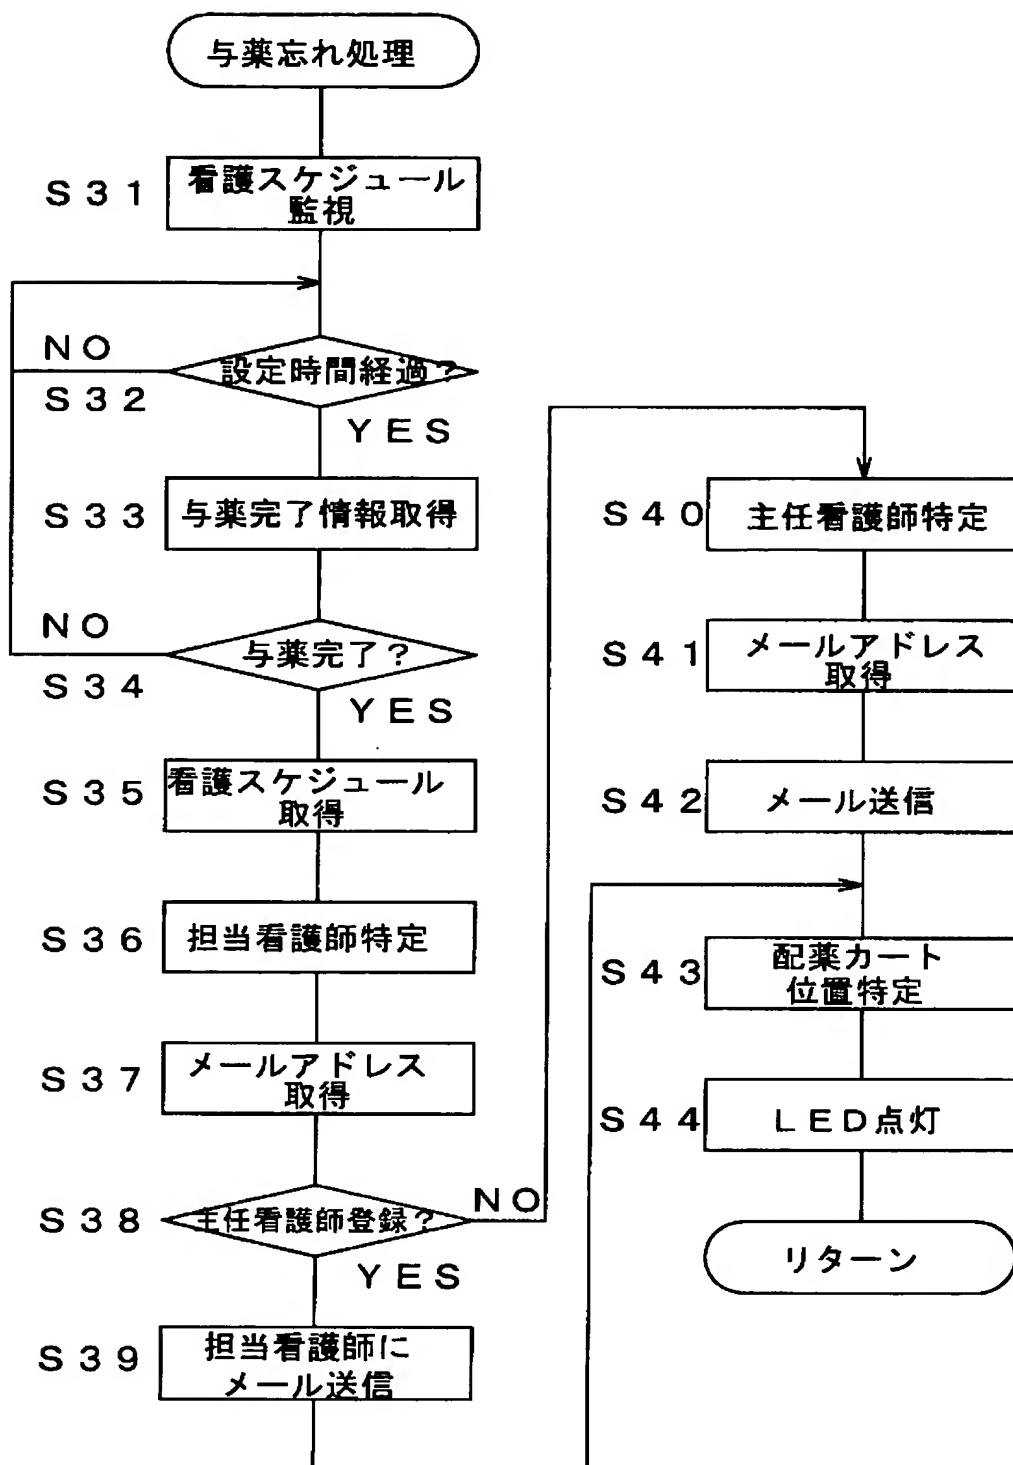 与薬忘れ処理
S31
看護スケジュール
監視
NO
設定時間経過?
S32
YES
S33
与薬完了情報取得
NO
与薬完了?
S34
YES
S35
看護スケジュール
取得
S36
担当看護師特定
S37
メールアドレス
取得
S38
主任看護師登録?
NO
YES
S39
担当看護師に
メール送信
S40
主任看護師特定
S41
メールアドレス
取得
S42
メール送信
S43
配薬カート
位置特定
S44
LED点灯
リターン